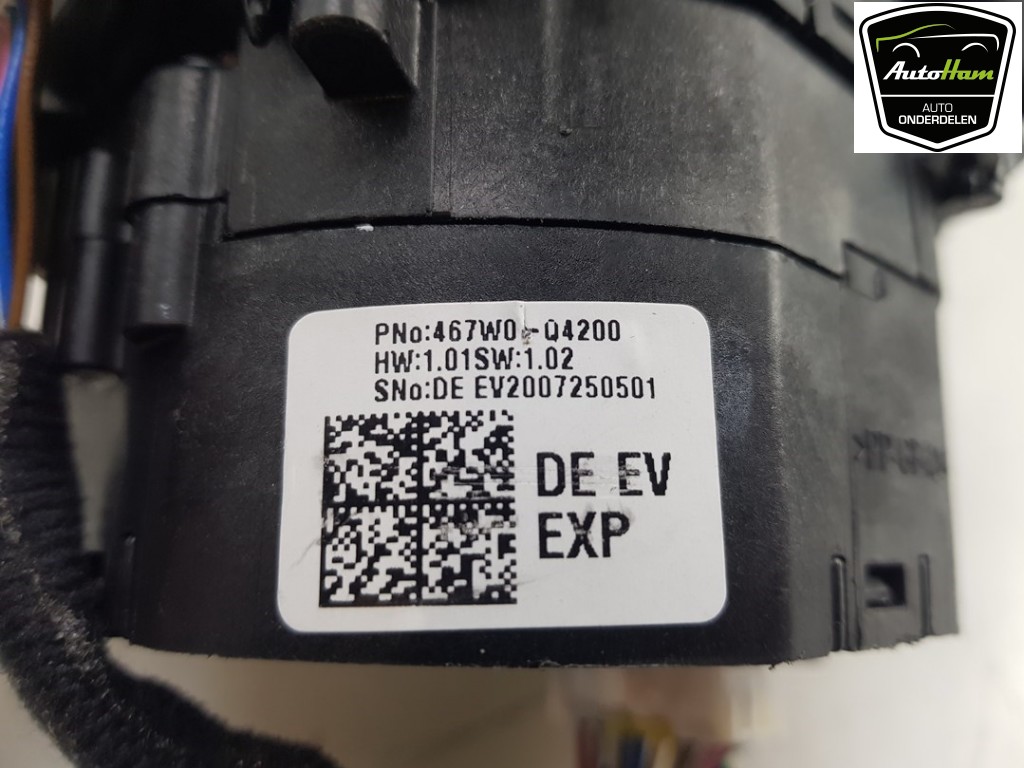 AutoHam
AUTO
ONDERDELEN
PNo:467W0 -Q4200
HW:1.01SW:1.02
SNo:DE EV2007250501
DE EV
EXP